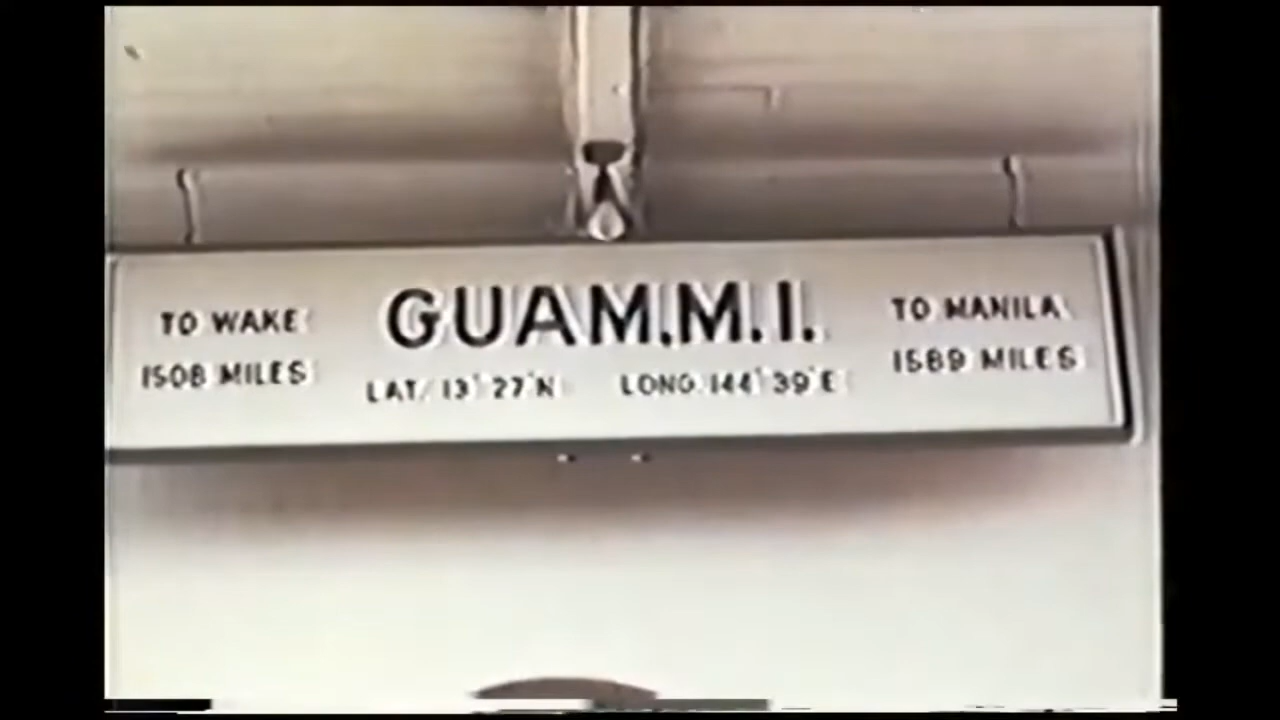 GUAM.M.I.
TO WAKE
1508 MILES
LAT. 13° 27'N LONG. 144° 39'E
TO MANILA
1589 MILES